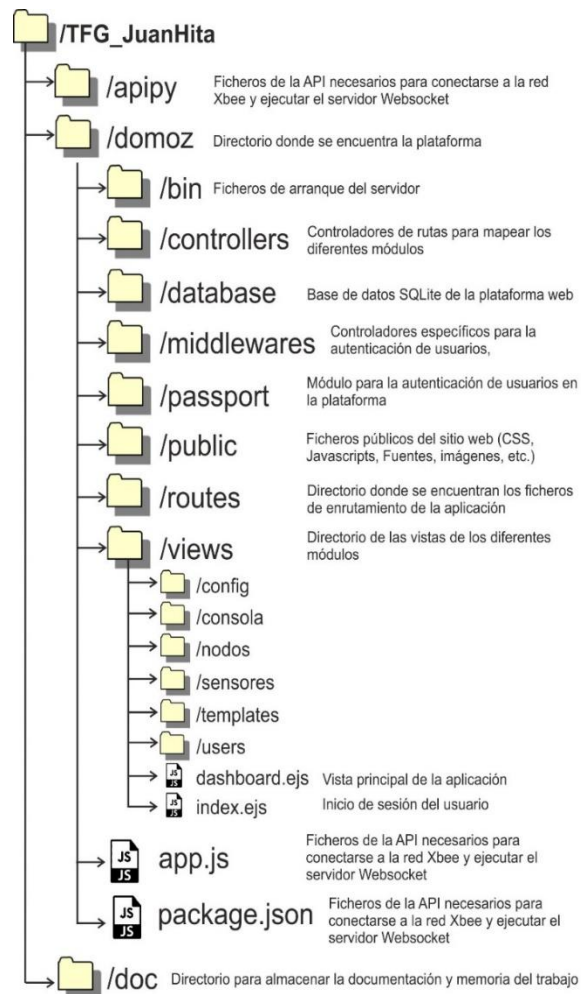 /TFG_JuanHita
/apipy
Ficheros de la API necesarios para conectarse a la red
Xbee y ejecutar el servidor Websocket
/domoz
Directorio donde se encuentra la plataforma
/bin
Ficheros de arranque del servidor
/controllers
Controladores de rutas para mapear los
diferentes módulos
/database
Base de datos SQLite de la plataforma web
/middlewares
Controladores específicos para la
autenticación de usuarios,
/passport
Módulo para la autenticación de usuarios en
la plataforma
/public
Ficheros públicos del sitio web (CSS,
Javascripts, Fuentes, imágenes, etc.)
/routes
Directorio donde se encuentran los ficheros
de enrutamiento de la aplicación
/views
Directorio de las vistas de los diferentes
módulos
/config
/consola
/nodos
/sensores
/templates
/users
JS
JS
dashboard.ejs
Vista principal de la aplicación
JS
JS
index.ejs
Inicio de sesión del usuario
JS
JS
app.js
Ficheros de la API necesarios para
conectarse a la red Xbee y ejecutar el
servidor Websocket
JS
JS
package.json
Ficheros de la API necesarios para
conectarse a la red Xbee y ejecutar el
servidor Websocket
/doc
Directorio para almacenar la documentación y memoria del trabajo